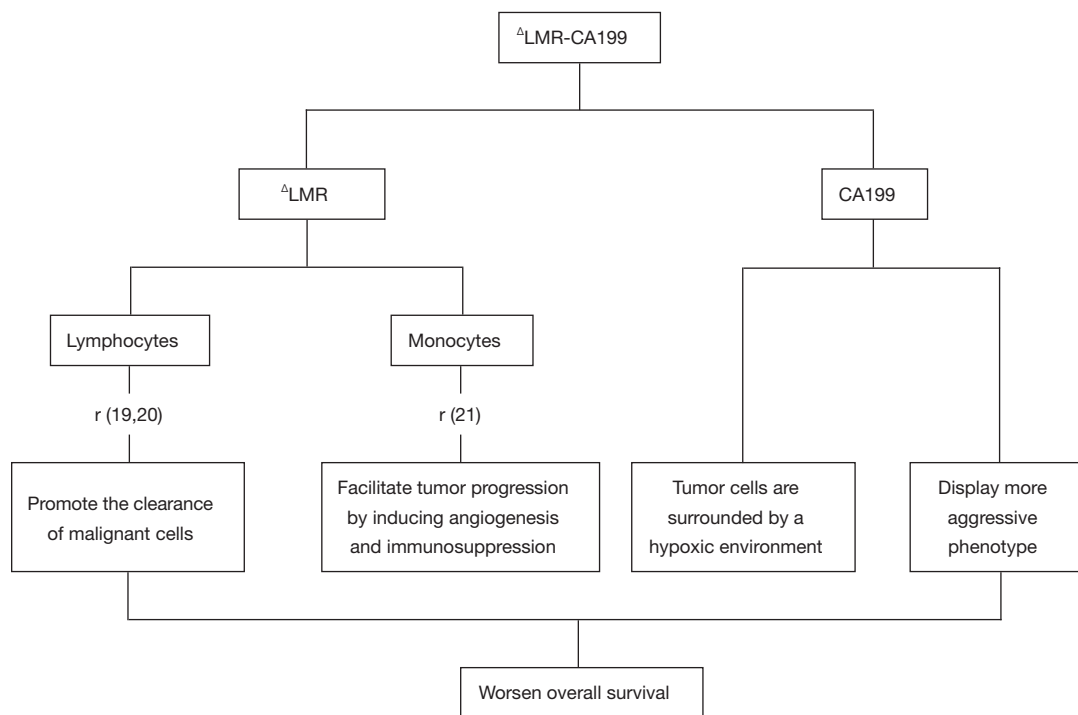 ΔLMR-CA199
ΔLMR
CA199
Lymphocytes
Monocytes
r (19,20)
r (21)
Promote the clearance
of malignant cells
Facilitate tumor progression
by inducing angiogenesis
and immunosuppression
Tumor cells are
surrounded by a
hypoxic environment
Display more
aggressive
phenotype
Worsen overall survival